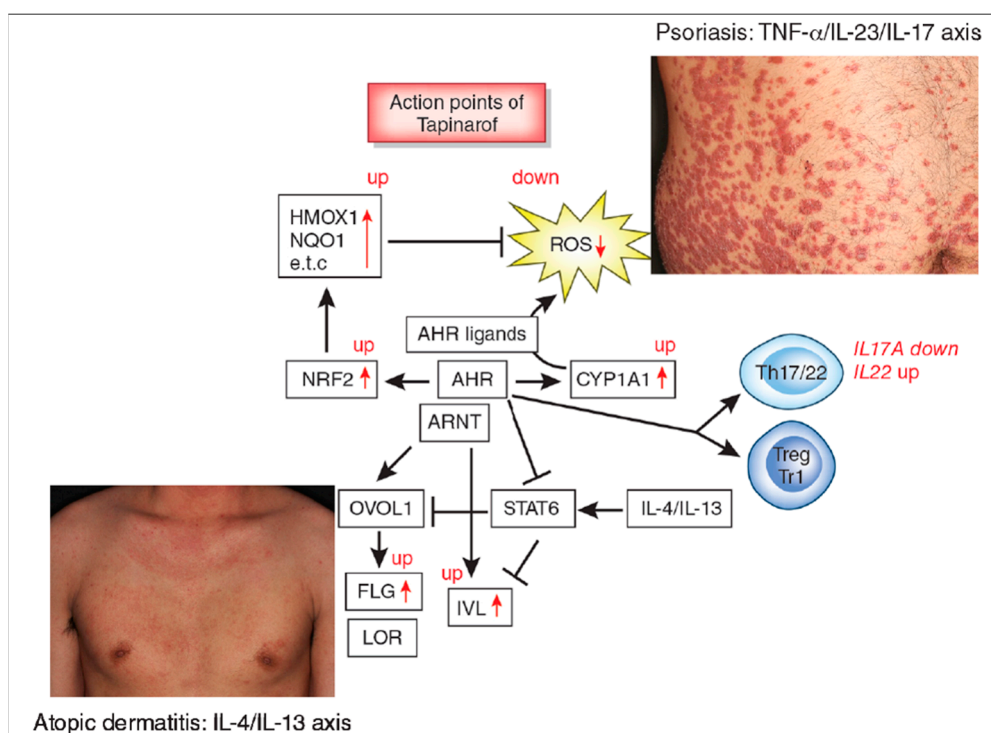 Psoriasis: TNF-α/IL-23/IL-17 axis
Action points of
Tapinarof
up
down
HMOX1
NQO1
e.t.c
ROS
AHR ligands
up
up
NRF2
AHR
CYP1A1
Th17/22
IL17A down
IL22 up
ARNT
Treg
Tr1
OVOL1
STAT6
IL-4/IL-13
up
up
FLG
IVL
LOR
Atopic dermatitis: IL-4/IL-13 axis